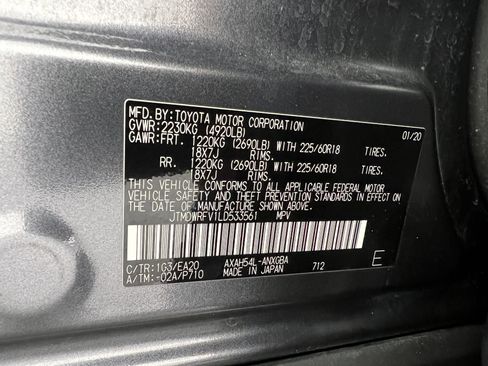 MFD.BY:TOYOTA MOTOR CORPORATION 01/20
GVWR:2230KG (4920LB)
GAWR:FRT. 1220KG (2690LB) WITH 225/60R18 TIRES.
18X7J RIMS.
RR. 1220KG (2690LB) WITH 225/60R18 TIRES.
18X7J RIMS.
THIS VEHICLE CONFORMS TO ALL APPLICABLE FEDERAL MOTOR
VEHICLE SAFETY AND THEFT PREVENTION STANDARDS IN EFFECT ON
THE DATE OF MANUFACTURE SHOWN ABOVE.
JTMDWRFV1LD533561 MPV
C/TR:1G3/EA20 AXAH54L-ANXGBA
A/TM:-02A/P710 MADE IN JAPAN 712 E